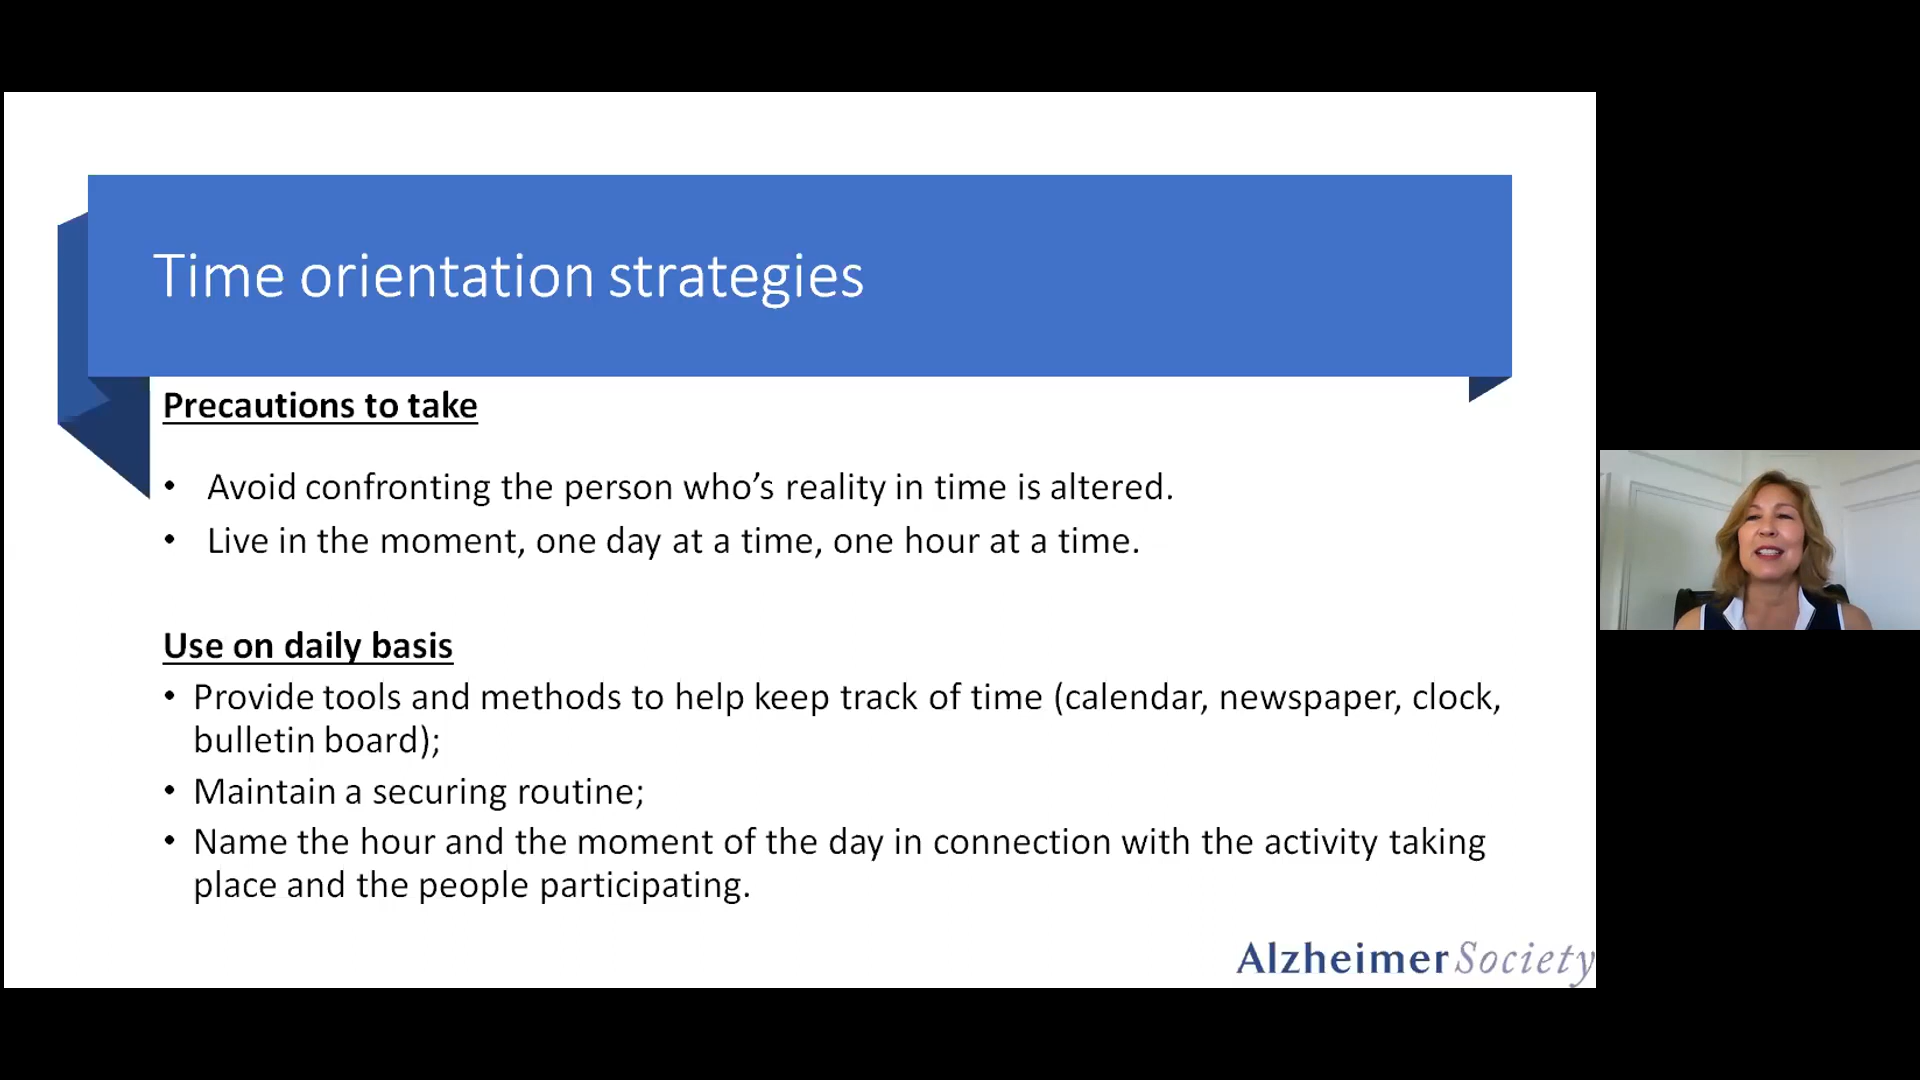 Time orientation strategies
Precautions to take
• Avoid confronting the person who’s reality in time is altered.
• Live in the moment, one day at a time, one hour at a time.
Use on daily basis
• Provide tools and methods to help keep track of time (calendar, newspaper, clock,
bulletin board);
• Maintain a securing routine;
• Name the hour and the moment of the day in connection with the activity taking
place and the people participating.
AlzheimerSociety